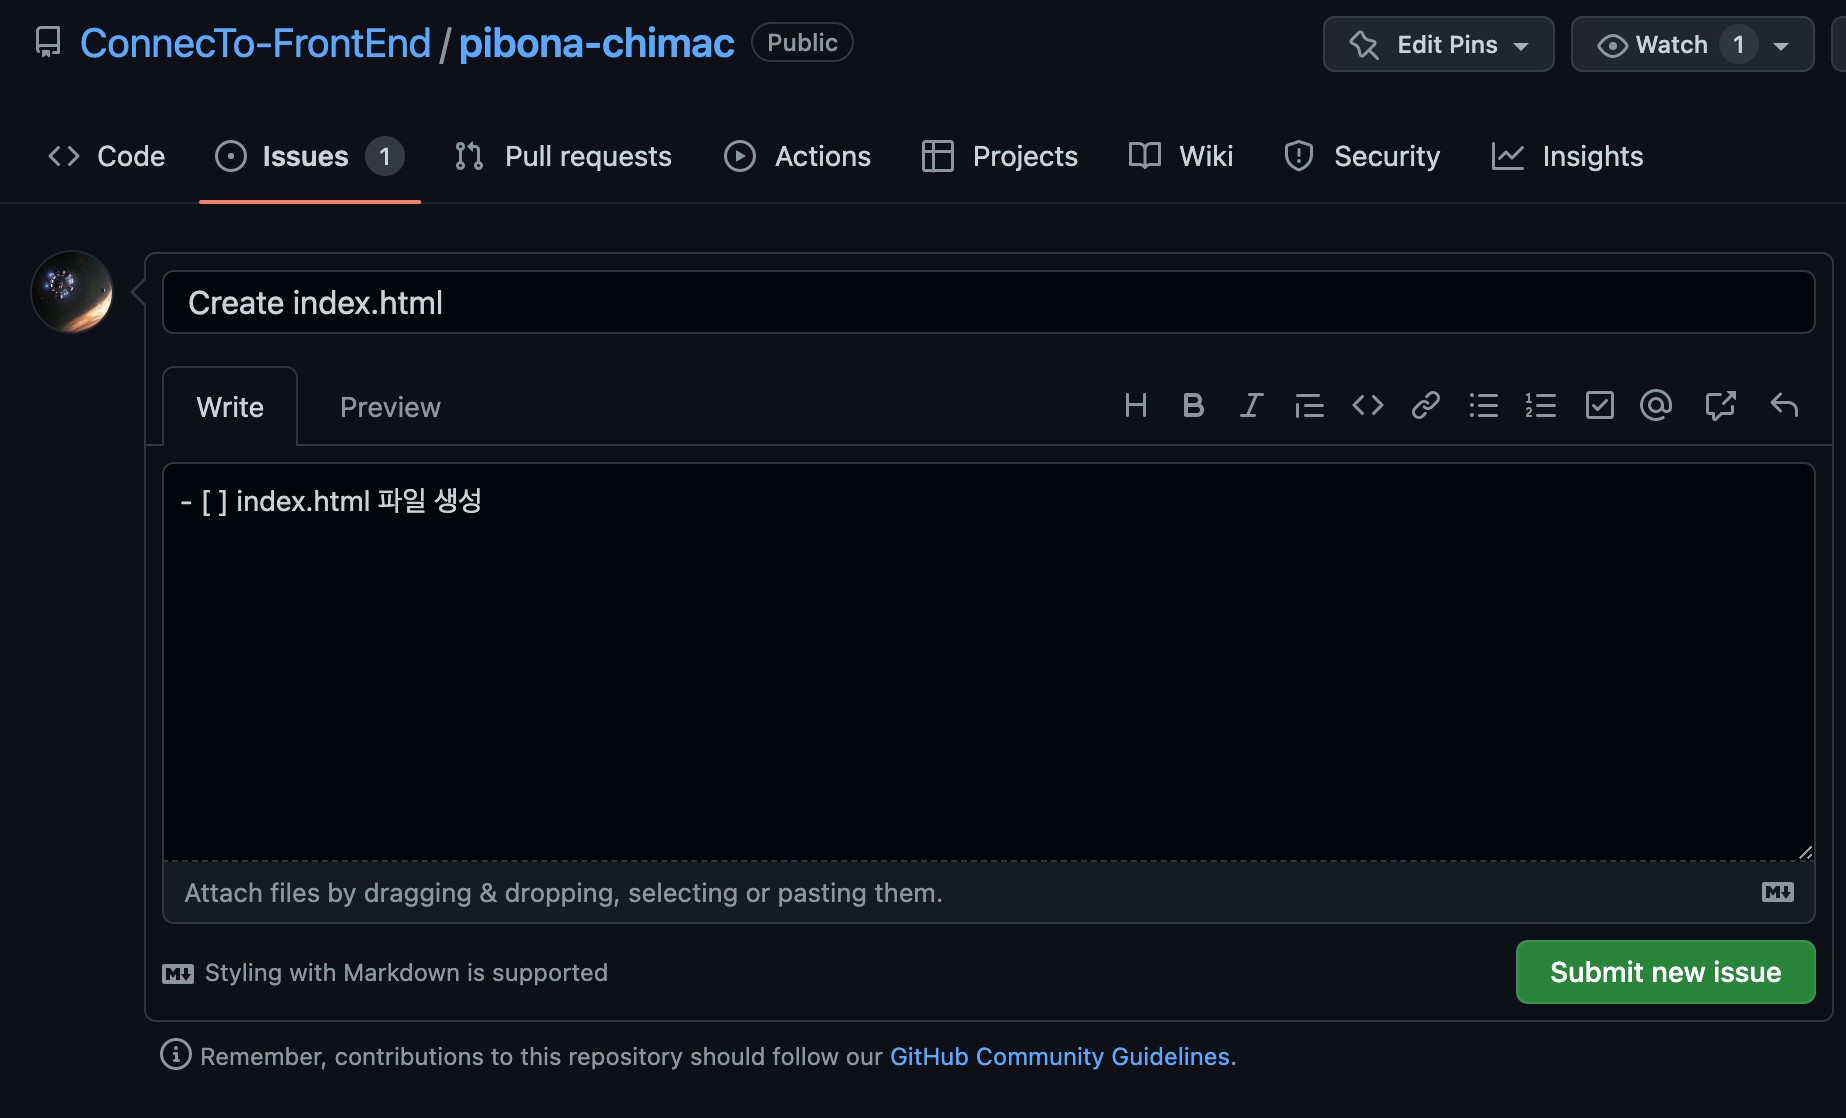 ConnecTo-FrontEnd / pibona-chimac Public Edit Pins Watch 1
Code Issues 1 Pull requests Actions Projects Wiki Security Insights
Create index.html
Write Preview
- [ ] index.html 파일 생성
Attach files by dragging & dropping, selecting or pasting them.
Styling with Markdown is supported
Submit new issue
Remember, contributions to this repository should follow our GitHub Community Guidelines.